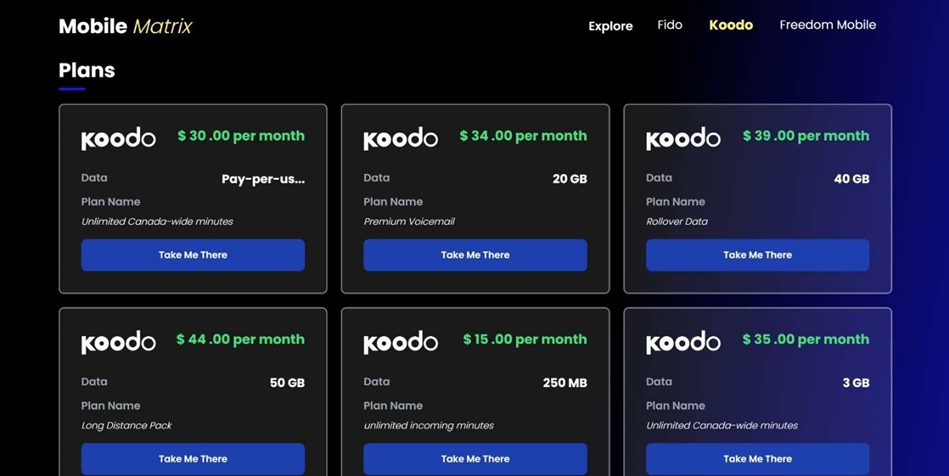 Mobile Matrix
Explore Fido Koodo Freedom Mobile
Plans
koodo $ 30 .00 per month
Data Pay-per-us...
Plan Name
Unlimited Canada-wide minutes
Take Me There
koodo $ 34 .00 per month
Data 20 GB
Plan Name
Premium Voicemail
Take Me There
koodo $ 39 .00 per month
Data 40 GB
Plan Name
Rollover Data
Take Me There
koodo $ 44 .00 per month
Data 50 GB
Plan Name
Long Distance Pack
Take Me There
koodo $ 15 .00 per month
Data 250 MB
Plan Name
unlimited incoming minutes
Take Me There
koodo $ 35 .00 per month
Data 3 GB
Plan Name
Unlimited Canada-wide minutes
Take Me There